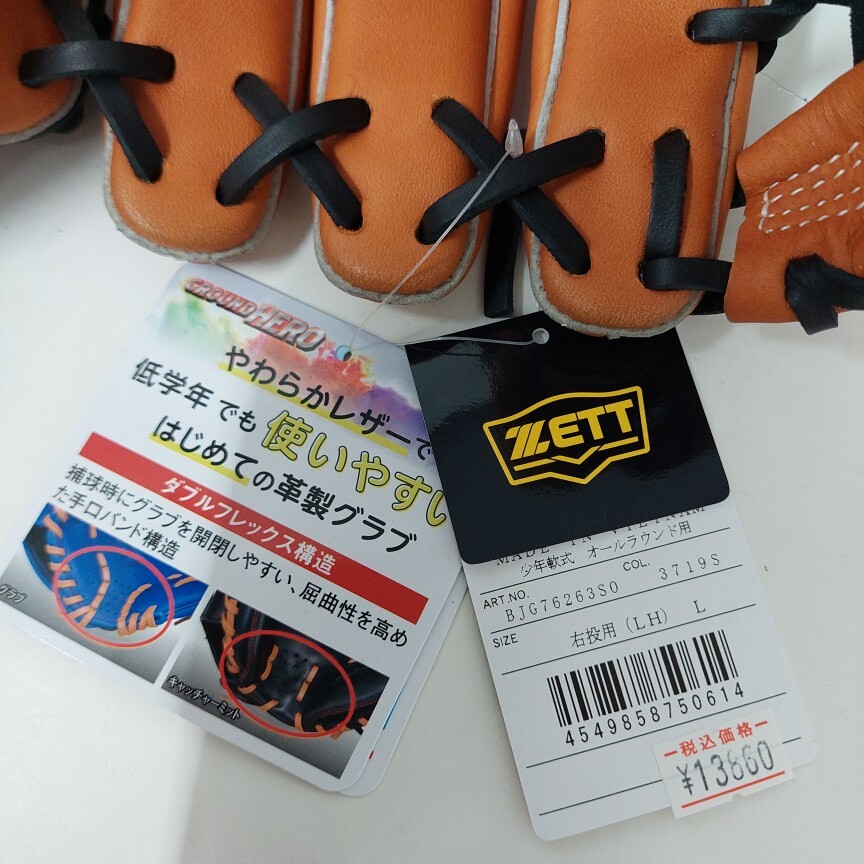 GROUND HERO
やわらかレザーで
低学年でも使いやすい
はじめての革製グラブ
ダブルフレックス構造
捕球時にグラブを開閉しやすい、屈曲性を高め
た手口バンド構造
グラブ
キャッチャーミット
ZETT
MADE IN VIETNAM
少年軟式 オールラウンド用
ART.NO. COL.
BJG76263S0 3719S
SIZE
右投用(LH) L
4549858750614
税込価格
¥13860